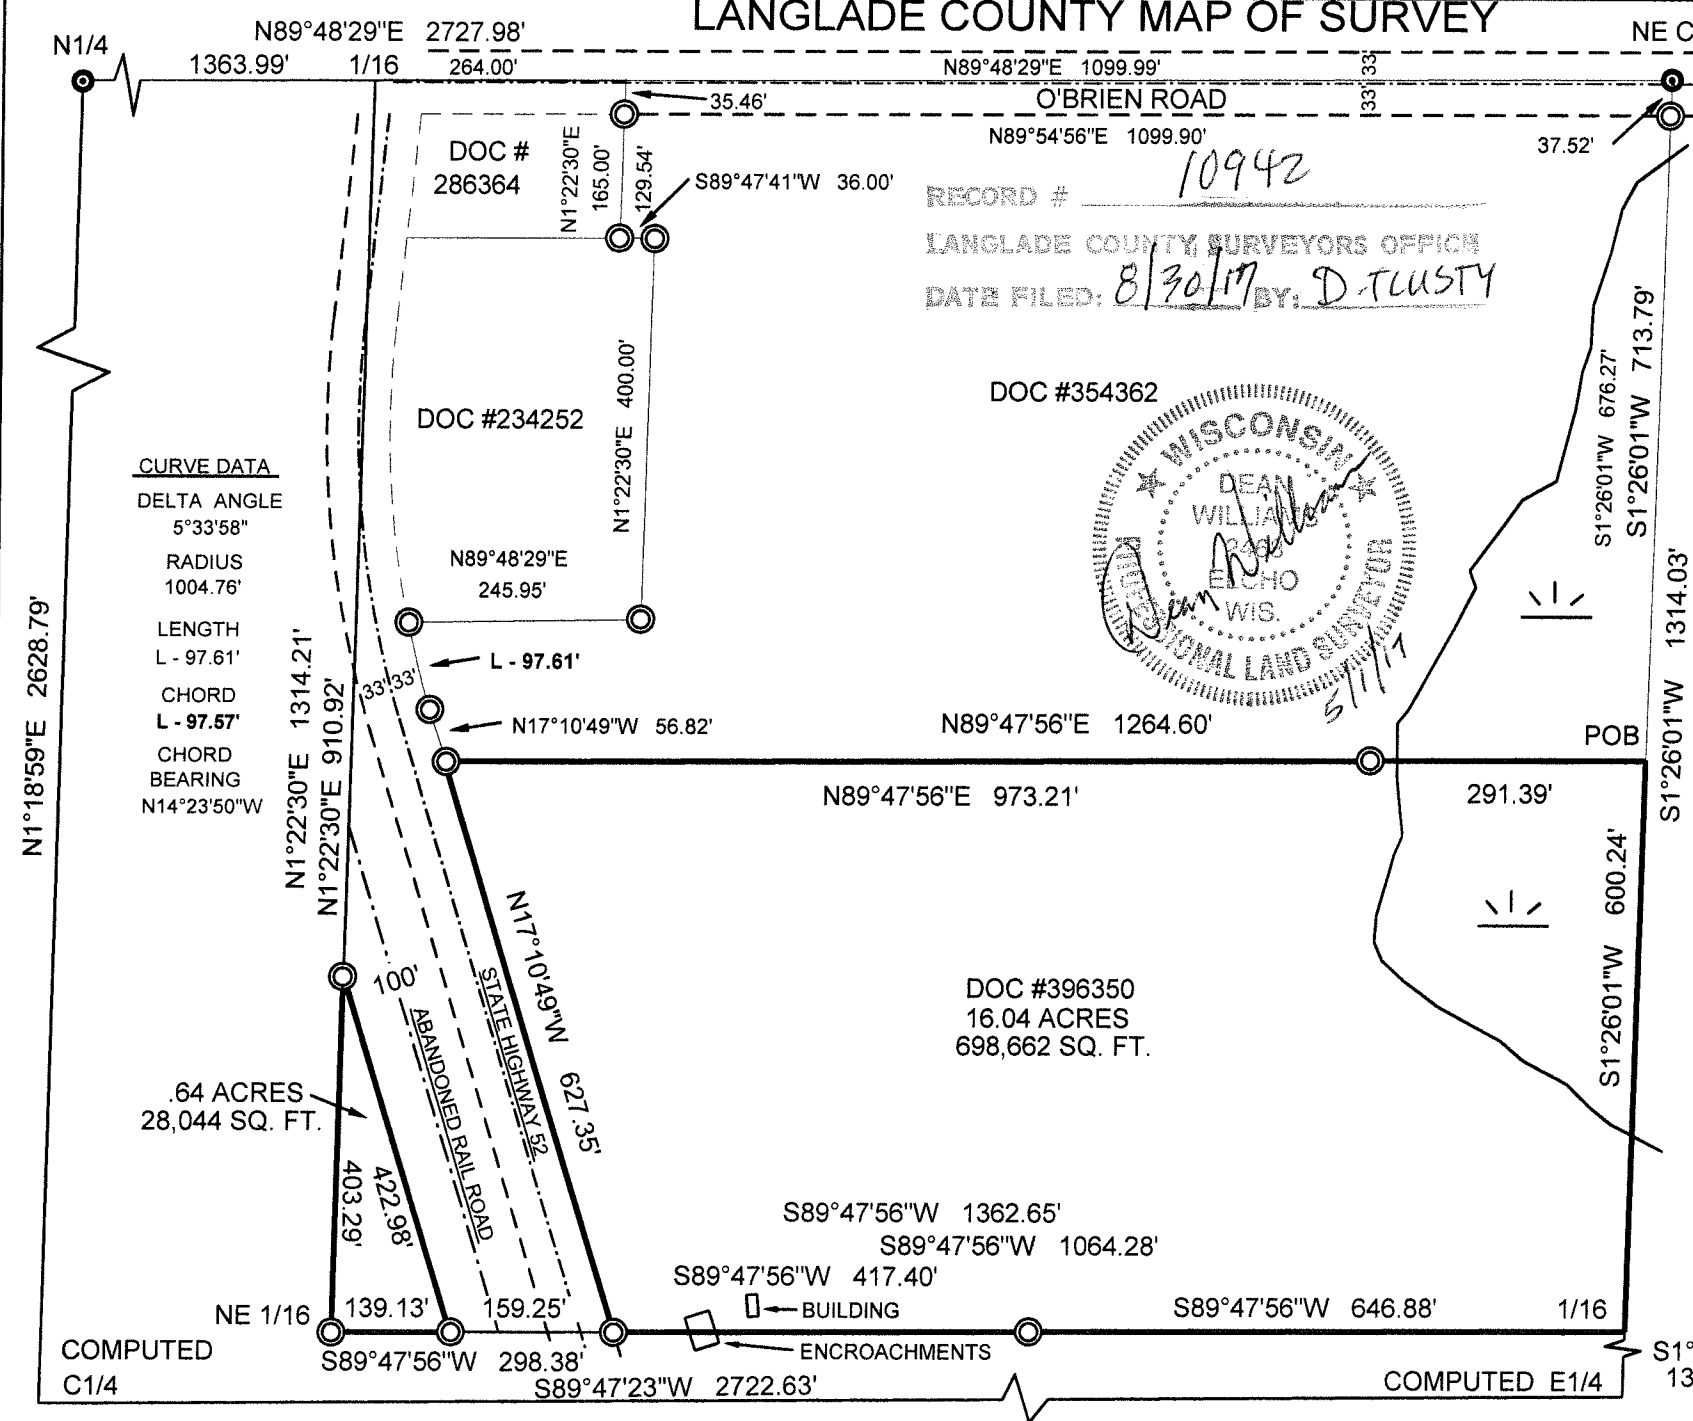 LANGLADE COUNTY MAP OF SURVEY
N1/4
N89°48'29"E 2727.98'
NE C
1363.99'
1/16
264.00'
N89°48'29"E 1099.99'
33'
35.46'
O'BRIEN ROAD
33'
N89°54'56"E 1099.90'
37.52'
DOC #
286364
N1°22'30"E
165.00'
129.54'
S89°47'41"W 36.00'
RECORD # 10942
LANGLADE COUNTY SURVEYORS OFFICE
DATE FILED: 8/30/17 BY: D. TLUSTY
DOC #234252
N1°22'30"E 400.00'
DOC #354362
S1°26'01"W 676.27'
S1°26'01"W 713.79'
WISCONSIN
DEAN
WILLIAMS
ELCHO
WIS.
PROFESSIONAL LAND SURVEYOR
Dean Williams
5/1/17
CURVE DATA
DELTA ANGLE
5°33'58"
RADIUS
1004.76'
LENGTH
L - 97.61'
CHORD
L - 97.57'
CHORD
BEARING
N14°23'50"W
N89°48'29"E
245.95'
L - 97.61'
33'
33'
N17°10'49"W 56.82'
N89°47'56"E 1264.60'
POB
N1°18'59"E 2628.79'
N1°22'30"E 1314.21'
N1°22'30"E 910.92'
S1°26'01"W 1314.03'
N89°47'56"E 973.21'
291.39'
S1°26'01"W 600.24'
N17°10'49"W 627.35'
100'
STATE HIGHWAY 52
ABANDONED RAIL ROAD
DOC #396350
16.04 ACRES
698,662 SQ. FT.
.64 ACRES
28,044 SQ. FT.
403.29'
422.98'
S89°47'56"W 1362.65'
S89°47'56"W 1064.28'
S89°47'56"W 417.40'
BUILDING
S89°47'56"W 646.88'
1/16
NE 1/16
139.13'
159.25'
ENCROACHMENTS
COMPUTED
C1/4
S89°47'56"W 298.38'
S89°47'23"W 2722.63'
COMPUTED E1/4
S1°
13